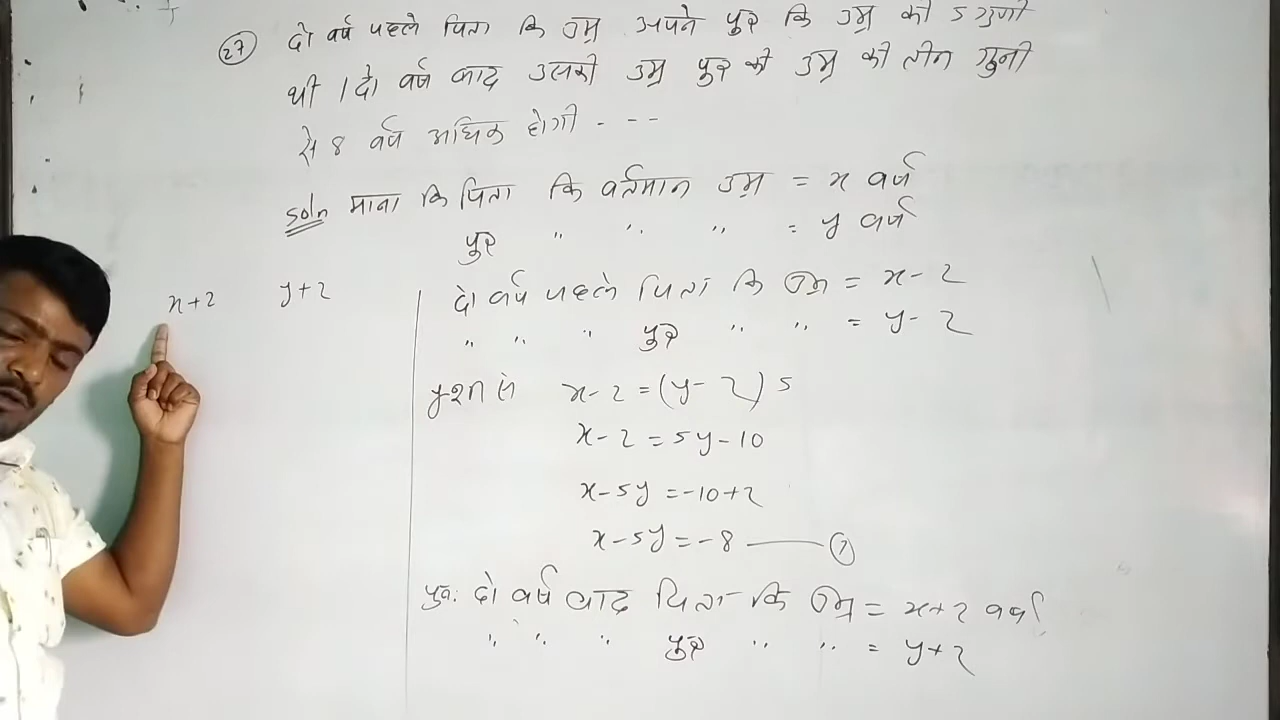 (27) दो वर्ष पहले पिता कि उम्र अपने पुत्र कि उम्र की 5 गुणी
थी । दो वर्ष बाद उसकी उम्र पुत्र की उम्र की तीन गुनी
से 8 वर्ष अधिक होगी - - -
Soln माना कि पिता कि वर्तमान उम्र = x वर्ष
पुत्र " " " = y वर्ष
x+2 y+2
दो वर्ष पहले पिता कि उम्र = x-2
" " " पुत्र " " = y-2
प्रश्न से x-2 = (y-2) 5
x-2 = 5y-10
x-5y = -10+2
x-5y = -8 —— (1)
पुनः दो वर्ष बाद पिता कि उम्र = x+2 वर्ष
" " " पुत्र " " = y+2